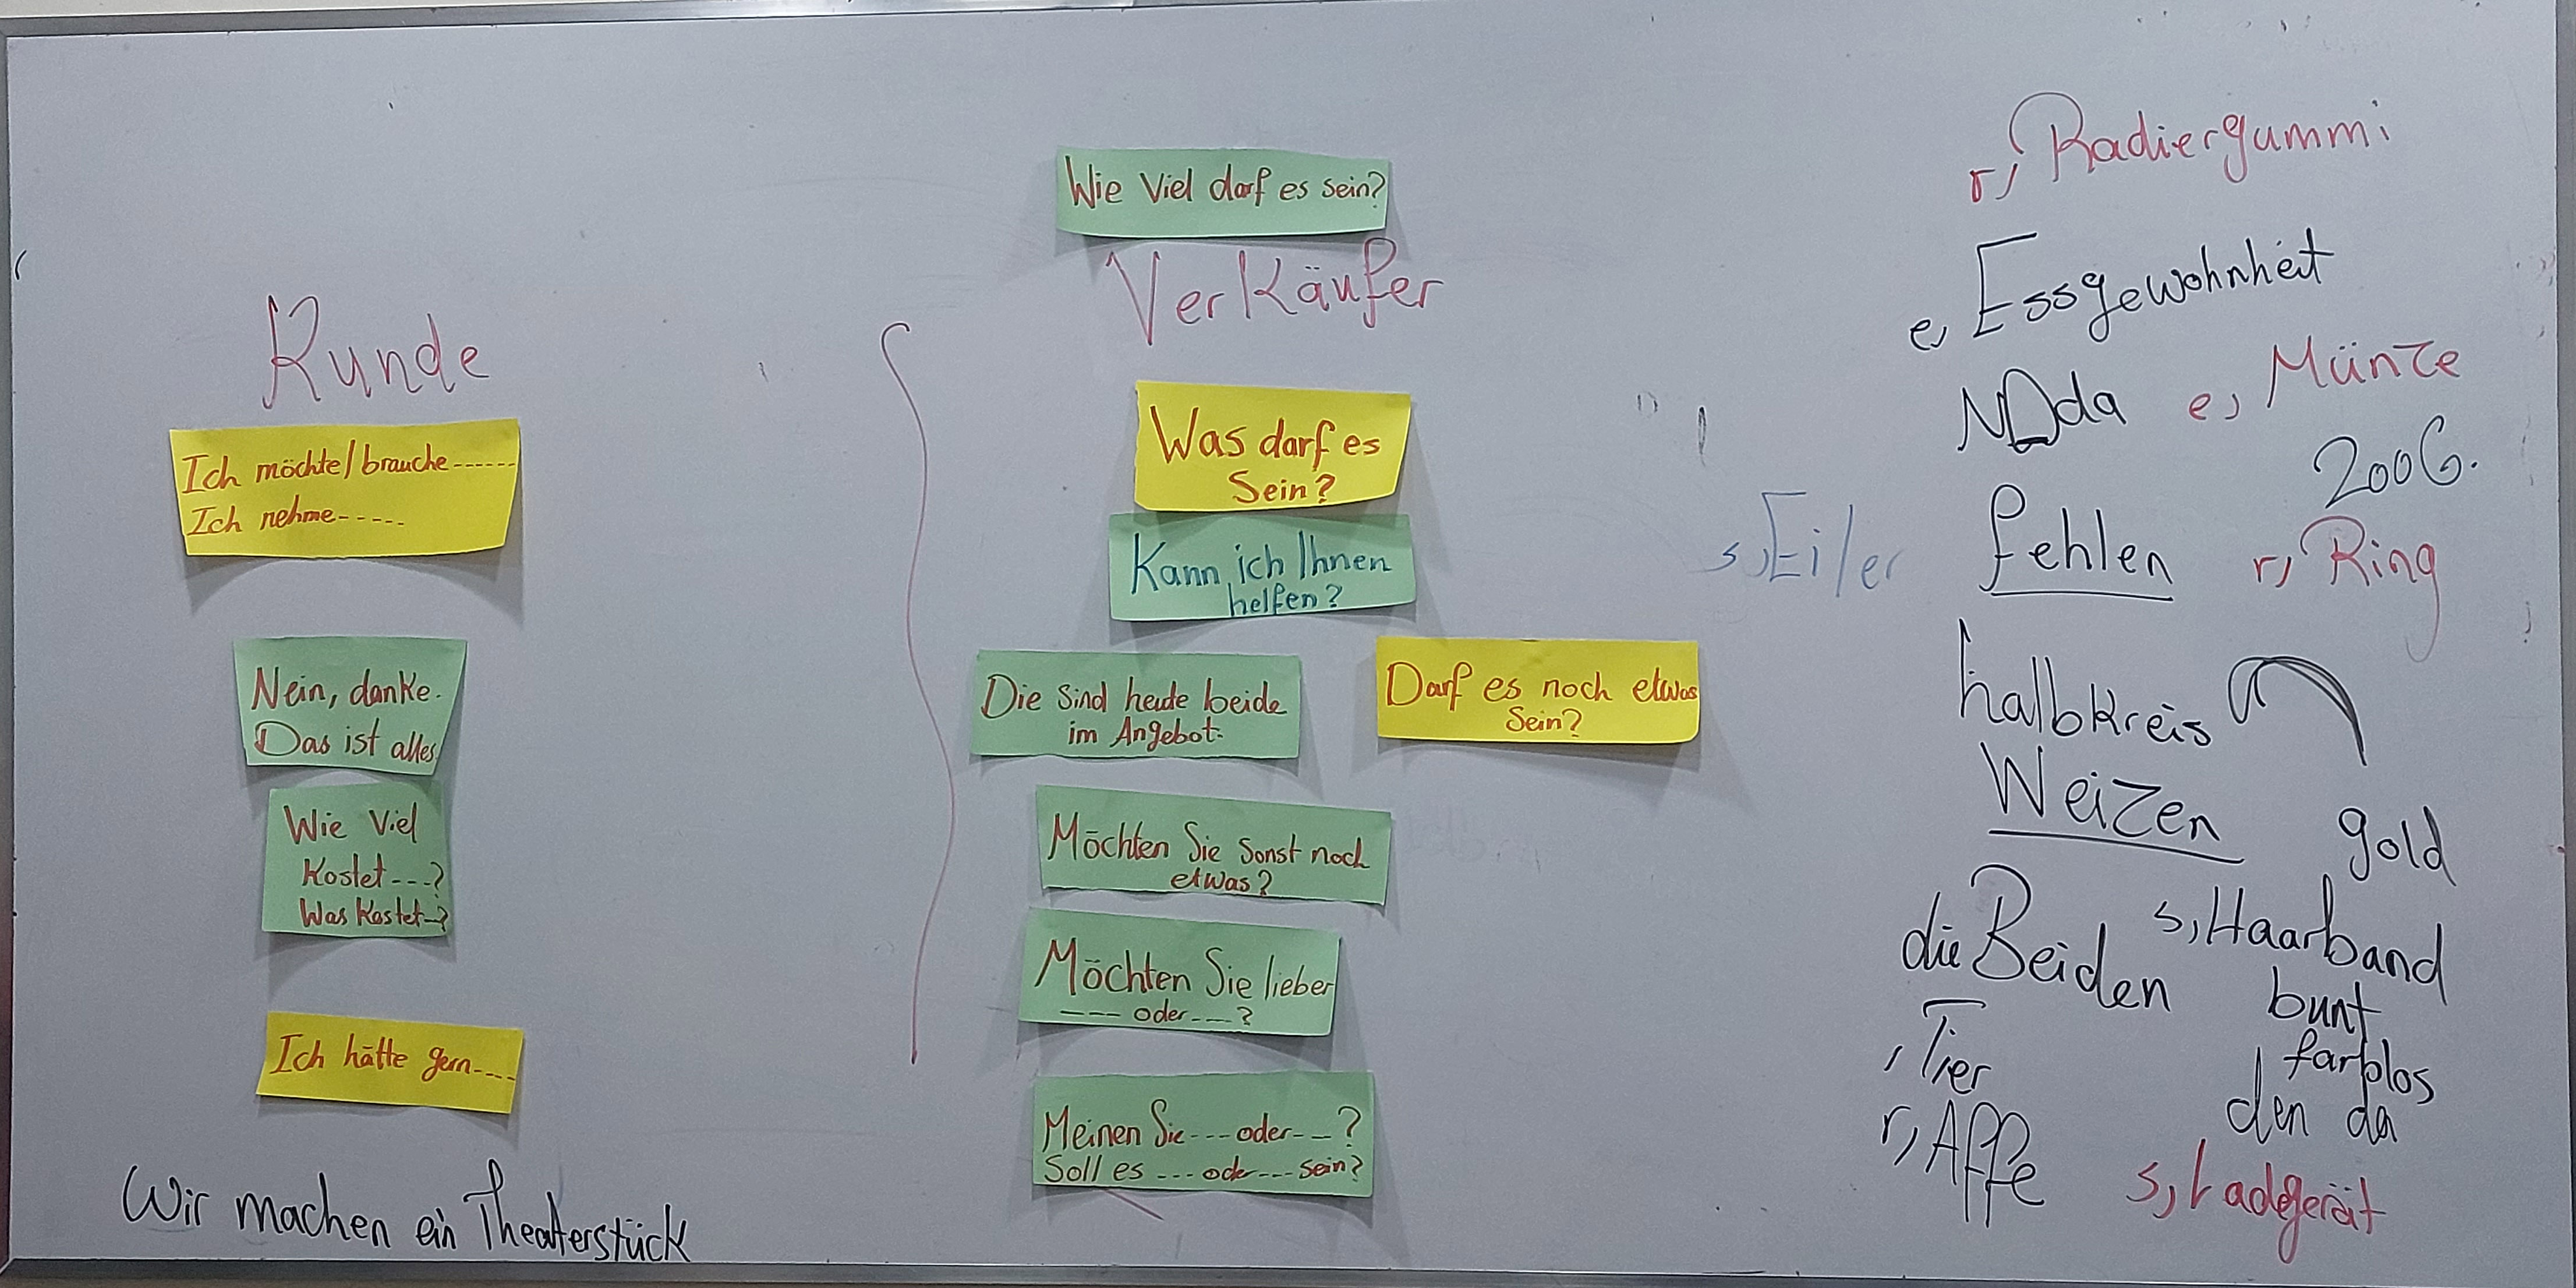 Kunde
Ich möchte/brauche------
Ich nehme-----
Nein, danke.
Das ist alles
Wie Viel
Kostet---?
Was Kostet--?
Ich hätte gern----
Wir machen ein Theaterstück
Wie Viel darf es sein?
Verkäufer
Was darf es
Sein?
Kann ich Ihnen
helfen?
Die Sind heute beide
im Angebot.
Darf es noch etwas
Sein?
Möchten Sie Sonst noch
etwas?
Möchten Sie lieber
--- oder---?
Meinen Sie---oder--?
Soll es ---oder--- sein?
r, Radiergummi
e, Essgewohnheit
e, Münze
200G.
s, Ei/er
fehlen
r, Ring
halbkreis
Weizen
gold
die Beiden
s, Haarband
bunt
, Tier
farblos
den da
r, Affe
s, Ladgerät